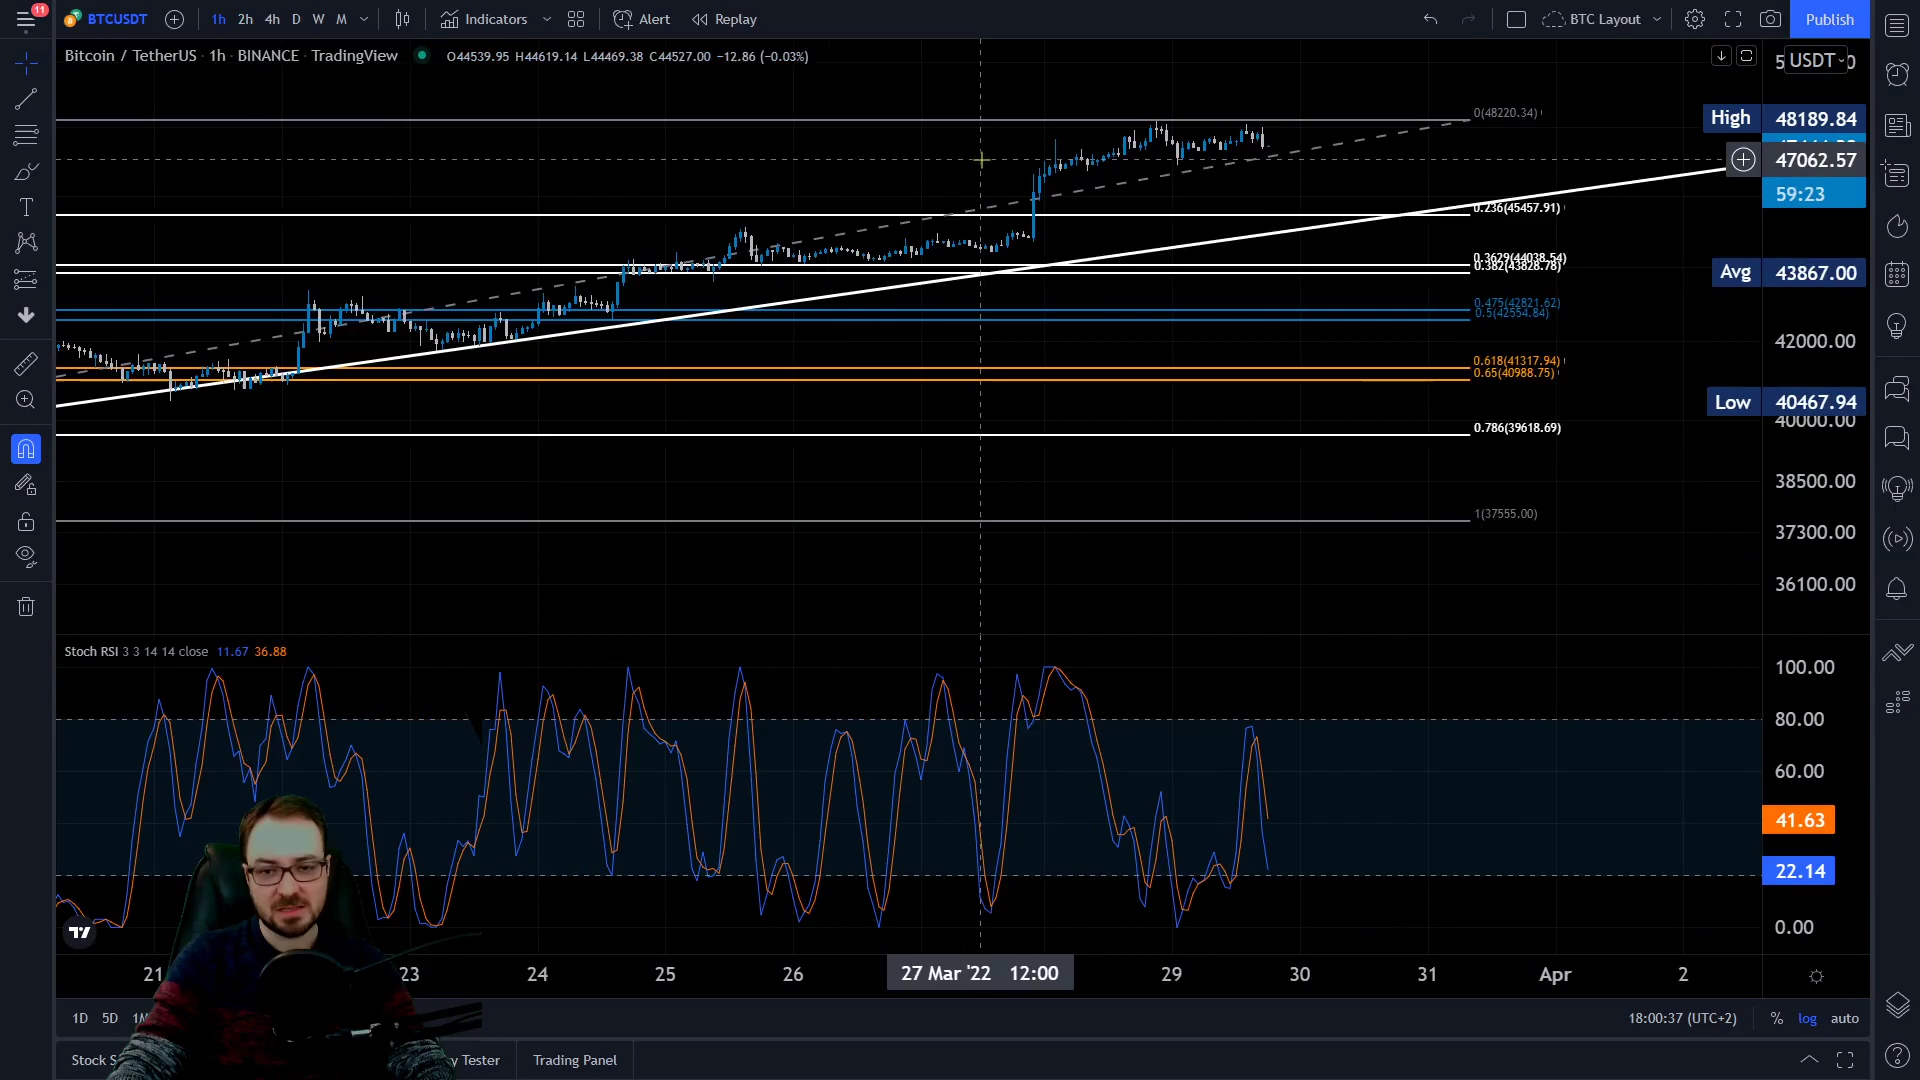 11
BTCUSDT
1h 2h 4h D W M
Indicators
Alert
Replay
BTC Layout
Publish
Bitcoin / TetherUS · 1h · BINANCE · TradingView
O44539.95 H44619.14 L44469.38 C44527.00 −12.86 (−0.03%)
USDT
0(48220.34)
High 48189.84
47062.57
59:23
0.236(45457.91)
0.3629(44038.54)
0.382(43828.78)
Avg 43867.00
0.475(42821.62)
0.5(42554.84)
42000.00
0.618(41317.94)
0.65(40988.75)
Low 40467.94
40000.00
0.786(39618.69)
38500.00
1(37555.00)
37300.00
36100.00
Stoch RSI 3 3 14 14 close 11.67 36.88
100.00
80.00
60.00
41.63
22.14
0.00
21 23 24 25 26 27 Mar '22 12:00 29 30 31 Apr 2
1D 5D
18:00:37 (UTC+2) % log auto
Stock
Tester
Trading Panel